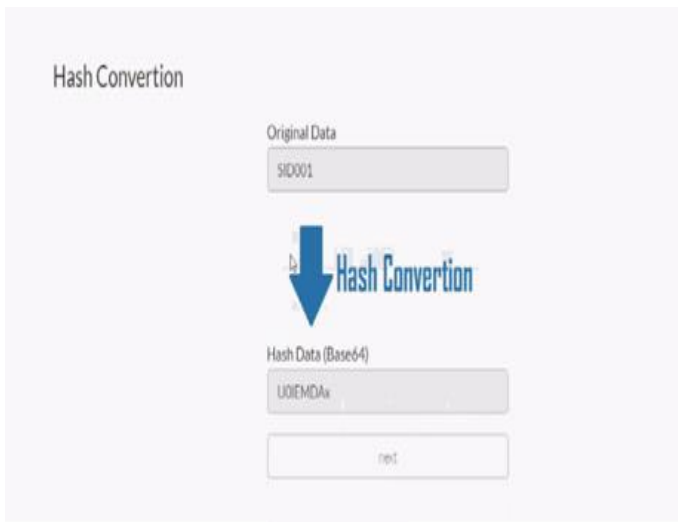 Hash Convertion
Original Data
SID001
Hash Convertion
Hash Data (Base64)
U0lEMDAx
next